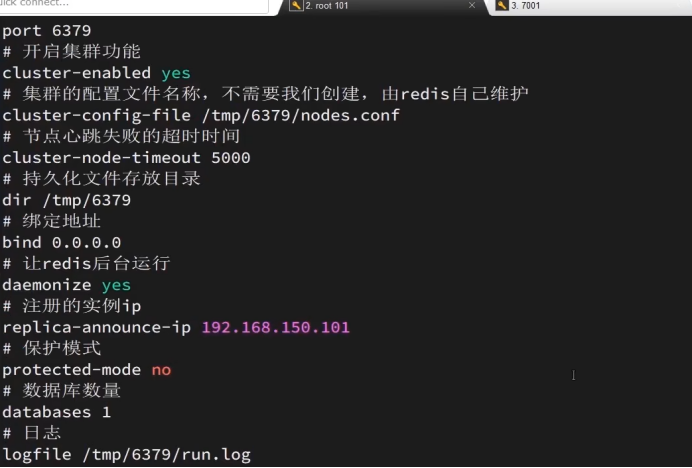 uick connect...
2. root 101
3. 7001
port 6379
# 开启集群功能
cluster-enabled yes
# 集群的配置文件名称，不需要我们创建，由redis自己维护
cluster-config-file /tmp/6379/nodes.conf
# 节点心跳失败的超时时间
cluster-node-timeout 5000
# 持久化文件存放目录
dir /tmp/6379
# 绑定地址
bind 0.0.0.0
# 让redis后台运行
daemonize yes
# 注册的实例ip
replica-announce-ip 192.168.150.101
# 保护模式
protected-mode no
# 数据库数量
databases 1
# 日志
logfile /tmp/6379/run.log